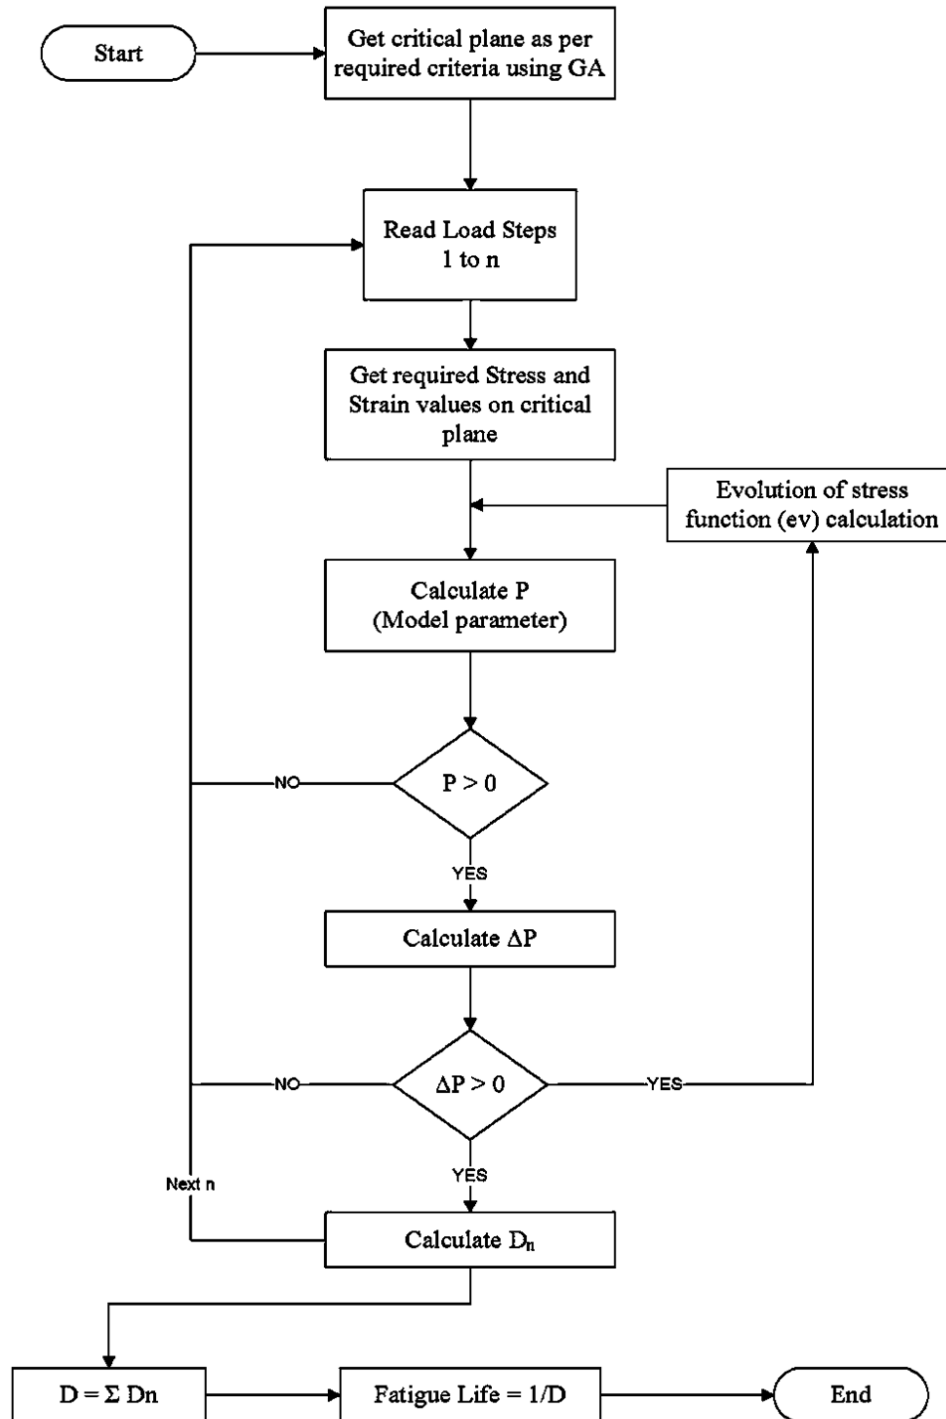 Start
Get critical plane as per
required criteria using GA
Read Load Steps
1 to n
Get required Stress and
Strain values on critical
plane
Evolution of stress
function (ev) calculation
Calculate P
(Model parameter)
P > 0
NO
YES
Calculate ΔP
ΔP > 0
NO
YES
YES
Next n
Calculate Dₙ
D = Σ Dn
Fatigue Life = 1/D
End